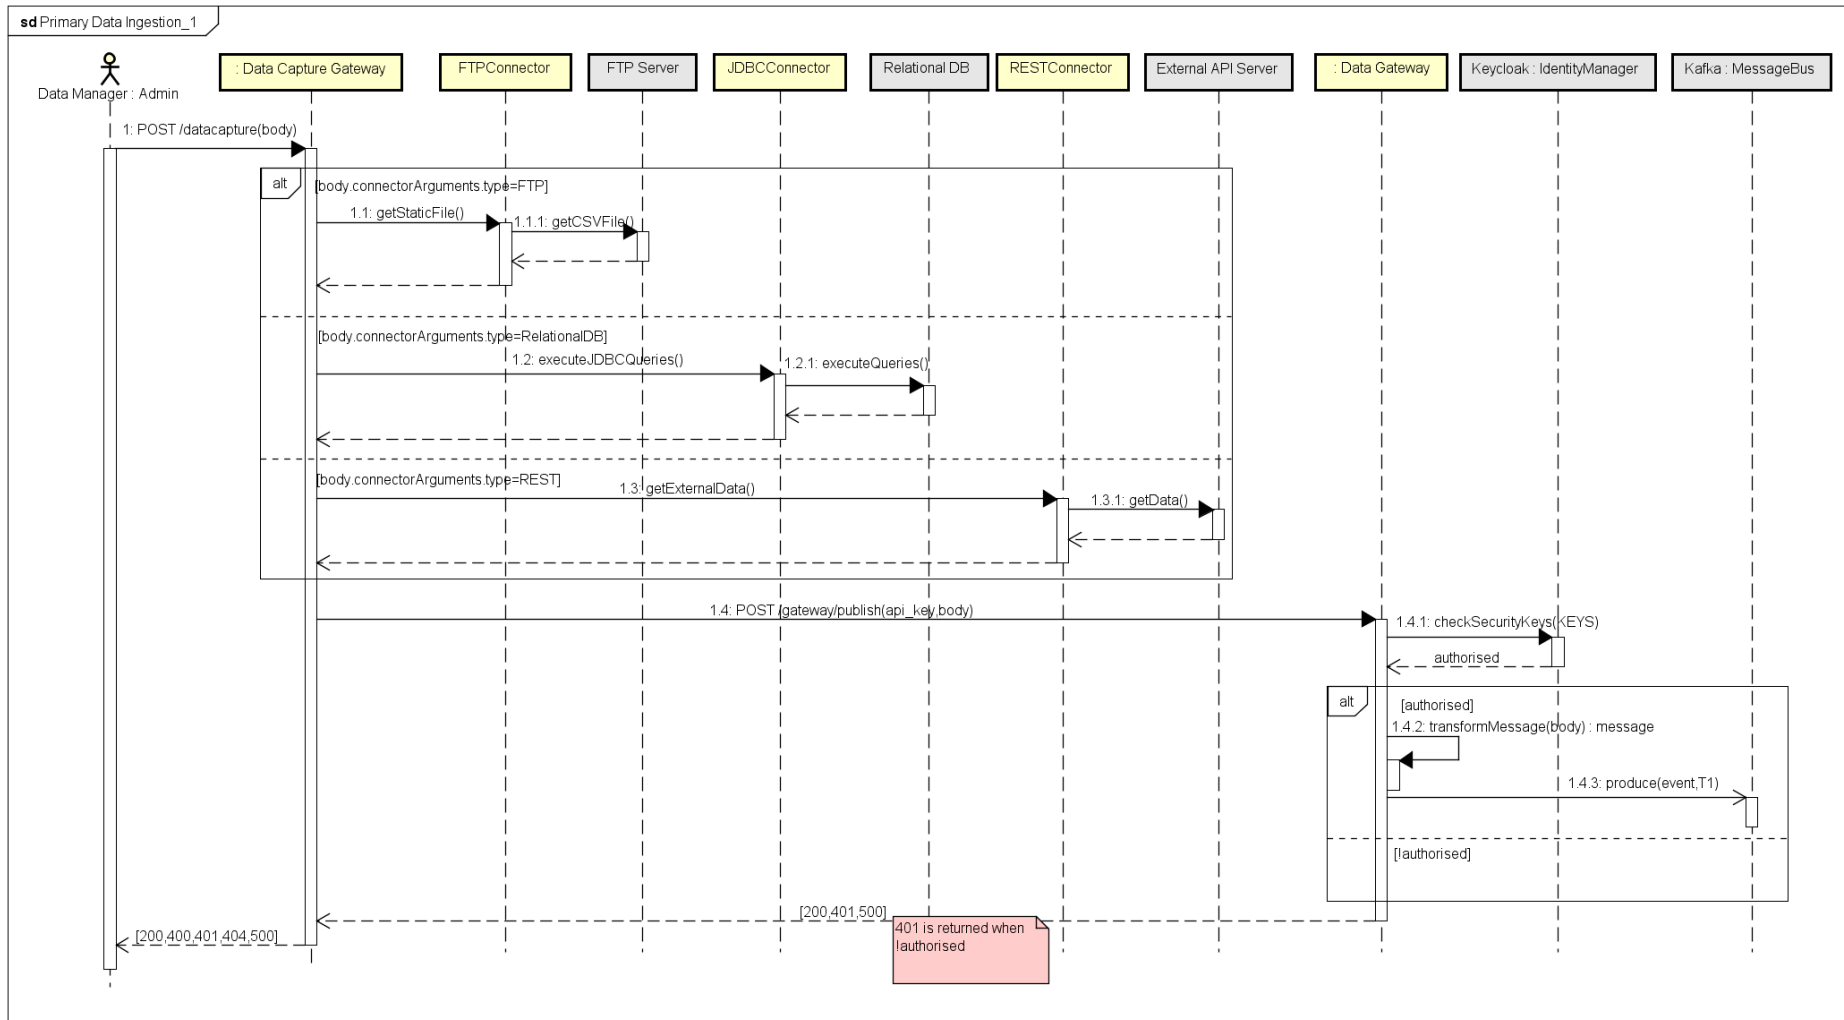 sd Primary Data Ingestion_1
Data Manager : Admin
: Data Capture Gateway
FTPConnector
FTP Server
JDBCConnector
Relational DB
RESTConnector
External API Server
: Data Gateway
Keycloak : IdentityManager
Kafka : MessageBus
1: POST /datacapture(body)
alt
[body.connectorArguments.type=FTP]
1.1: getStaticFile()
1.1.1: getCSVFile()
[body.connectorArguments.type=RelationalDB]
1.2: executeJDBCQueries()
1.2.1: executeQueries()
[body.connectorArguments.type=REST]
1.3: getExternalData()
1.3.1: getData()
1.4: POST /gateway/publish(api_key,body)
1.4.1: checkSecurityKeys(KEYS)
authorised
alt
[authorised]
1.4.2: transformMessage(body) : message
1.4.3: produce(event,T1)
[!authorised]
[200,401,500]
401 is returned when
!authorised
[200,400,401,404,500]